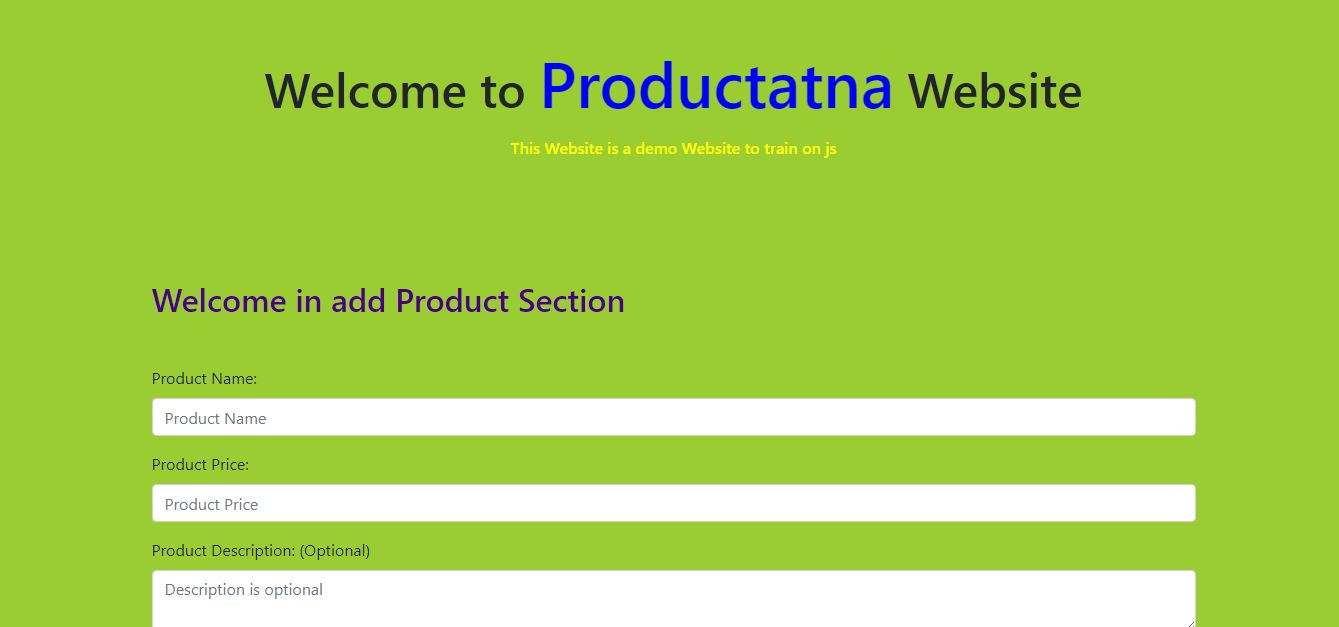 Welcome to Productatna Website
This Website is a demo Website to train on js
Welcome in add Product Section
Product Name:
Product Name
Product Price:
Product Price
Product Description: (Optional)
Description is optional